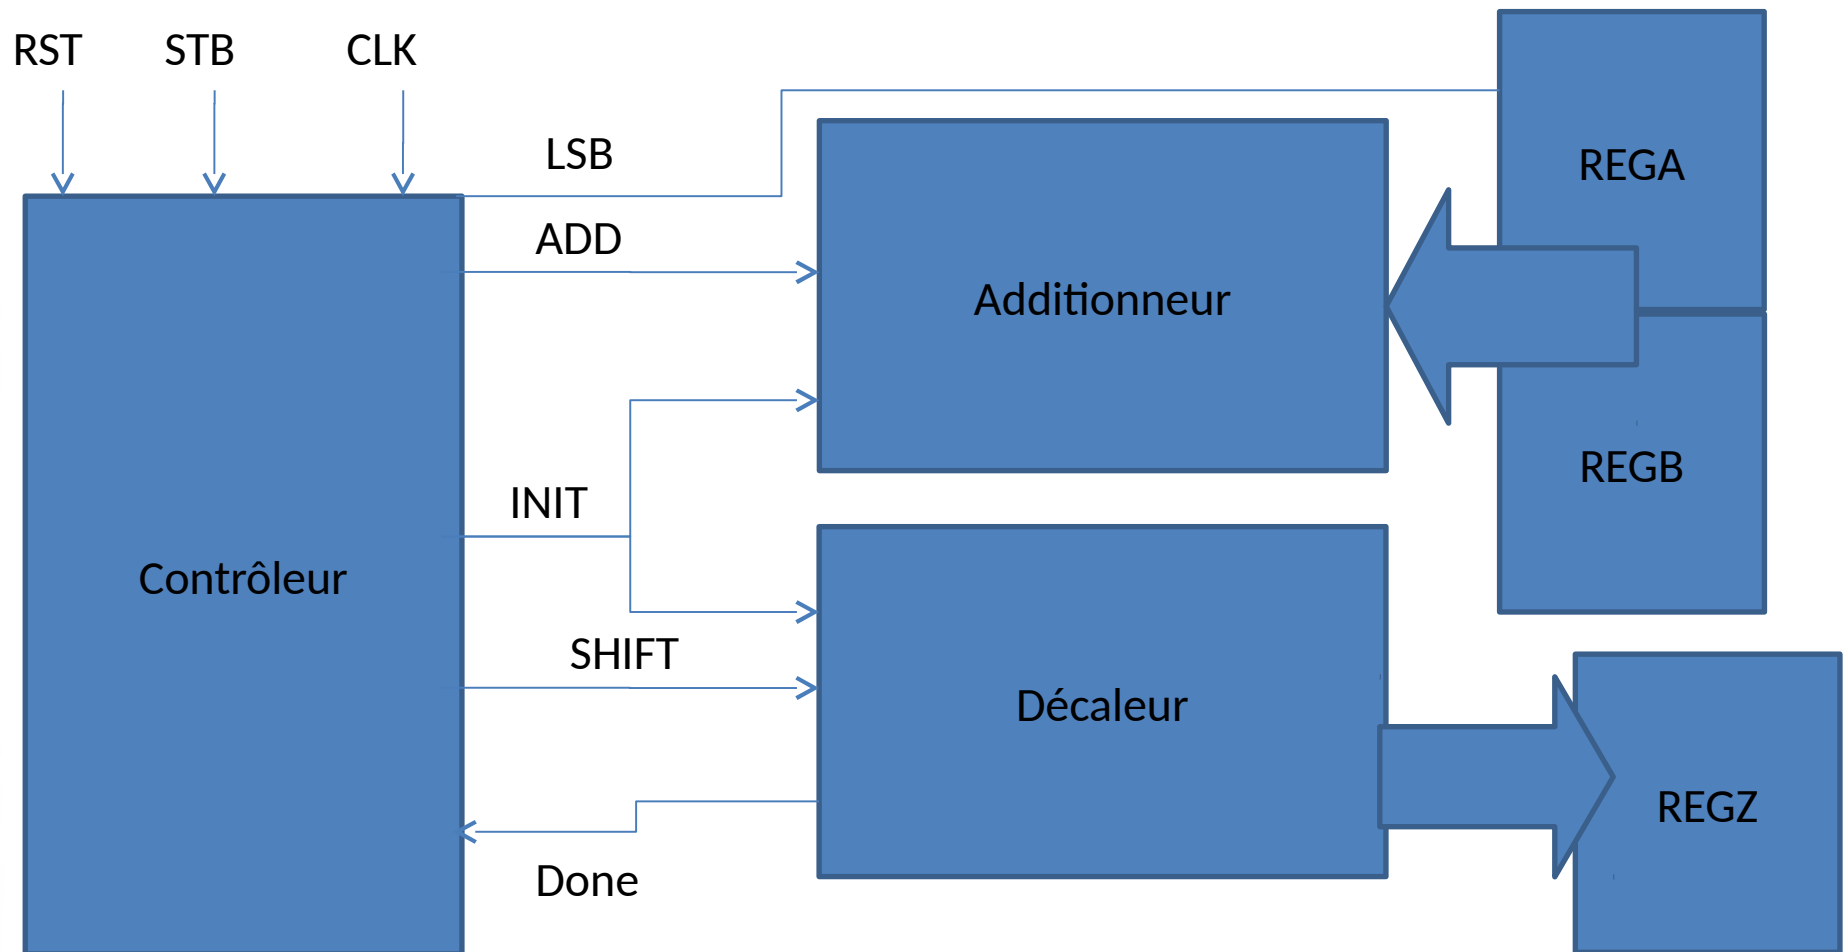 RST STB CLK
LSB
REGA
ADD
Additionneur
REGB
INIT
Contrôleur
SHIFT
Décaleur
REGZ
Done